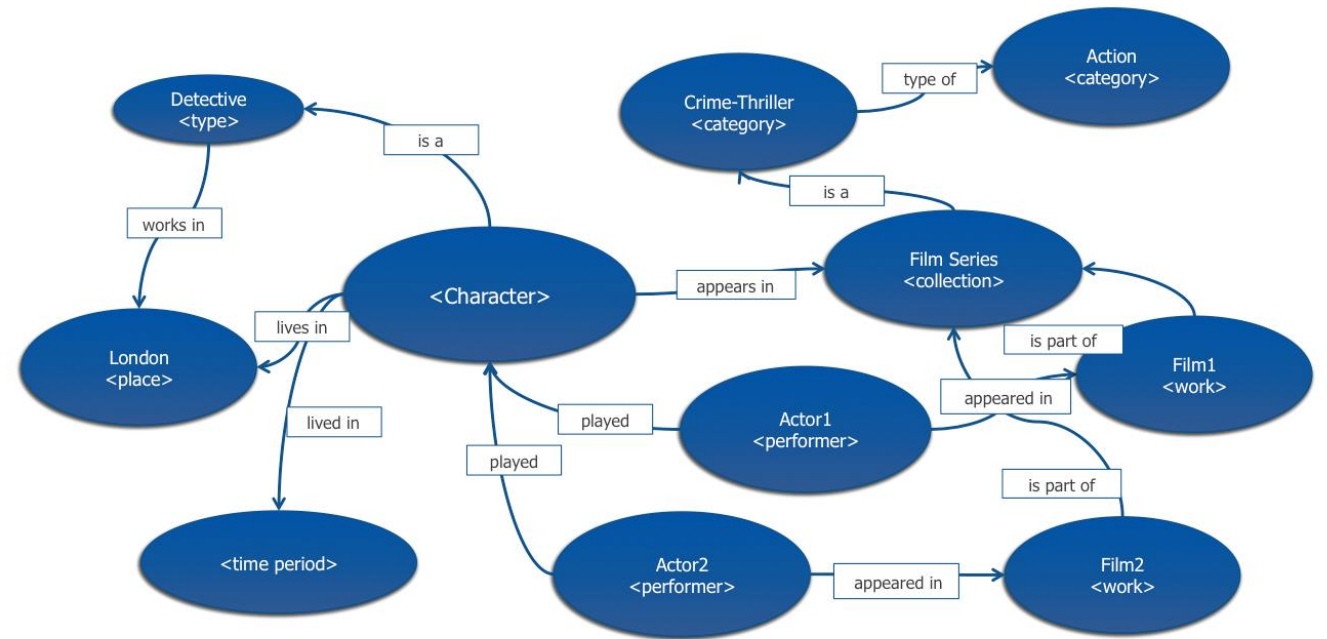 Action
<category>
type of
Crime-Thriller
<category>
Detective
<type>
is a
is a
works in
Film Series
<collection>
<Character>
appears in
lives in
is part of
London
<place>
Film1
<work>
appeared in
Actor1
<performer>
played
lived in
played
is part of
<time period>
Actor2
<performer>
appeared in
Film2
<work>